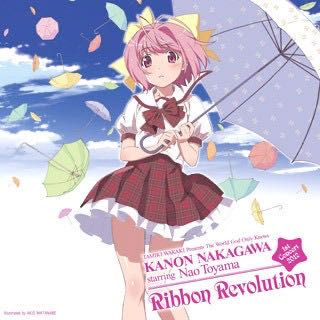 TAMIKI WAKAKI Presents The World God Only Knows
KANON NAKAGAWA
starring Nao Toyama
1st
Concert
2012
Ribbon Revolution
Illustrated by AKIO WATANABE